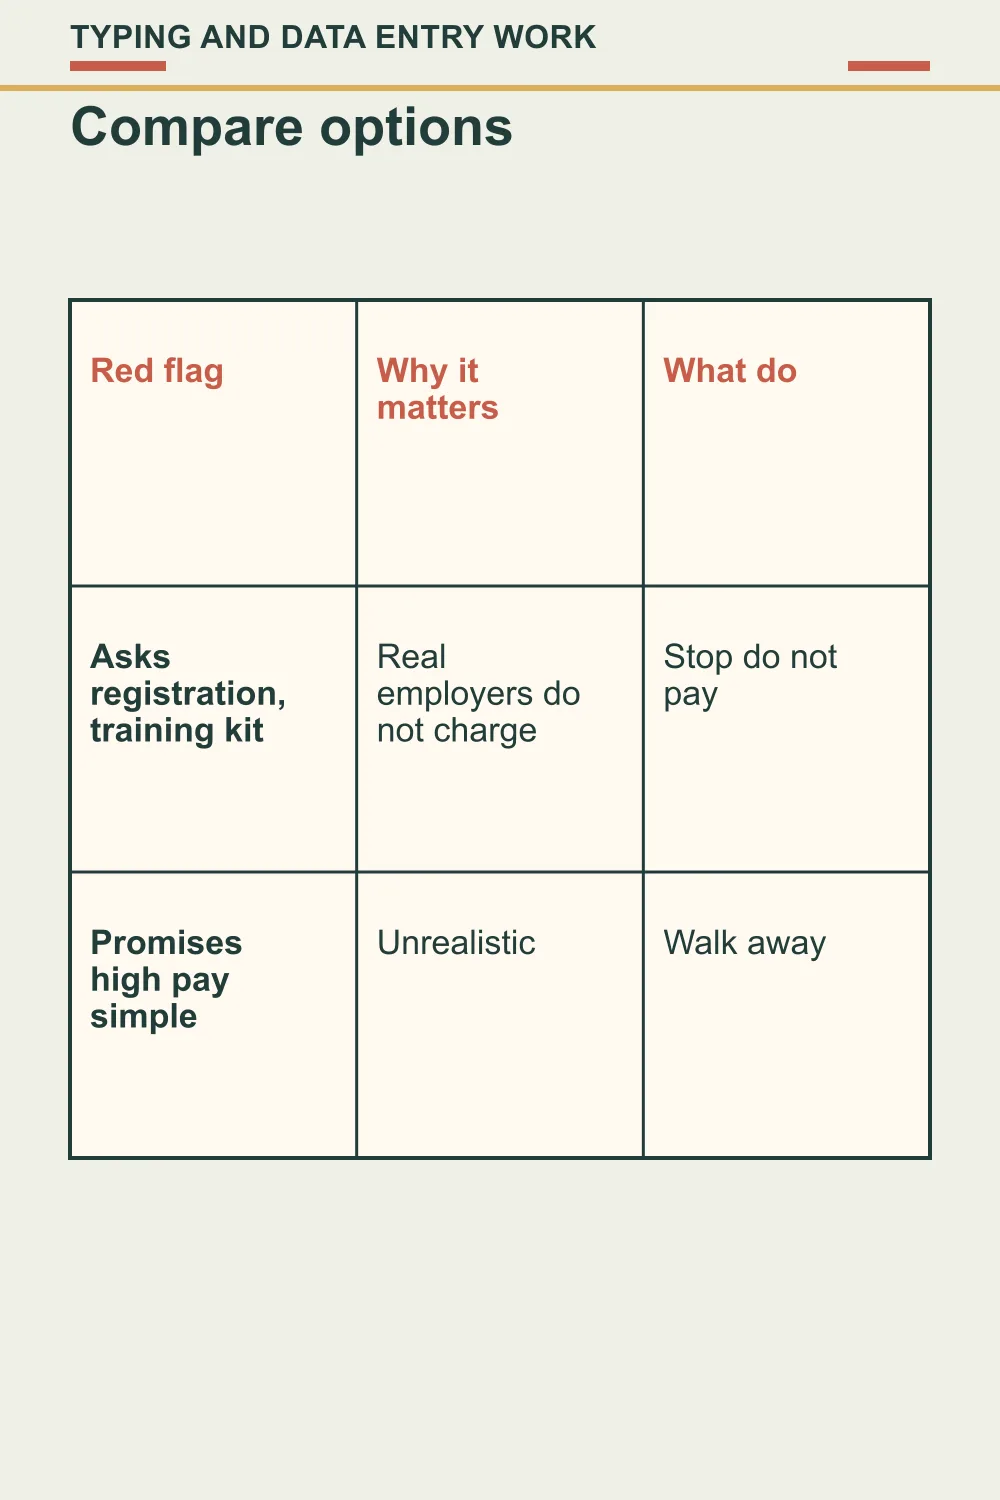 TYPING AND DATA ENTRY WORK
Compare options
Red flag
Why it
matters
What do
Asks
registration,
training kit
Real
employers do
not charge
Stop do not
pay
Promises
high pay
simple
Unrealistic
Walk away